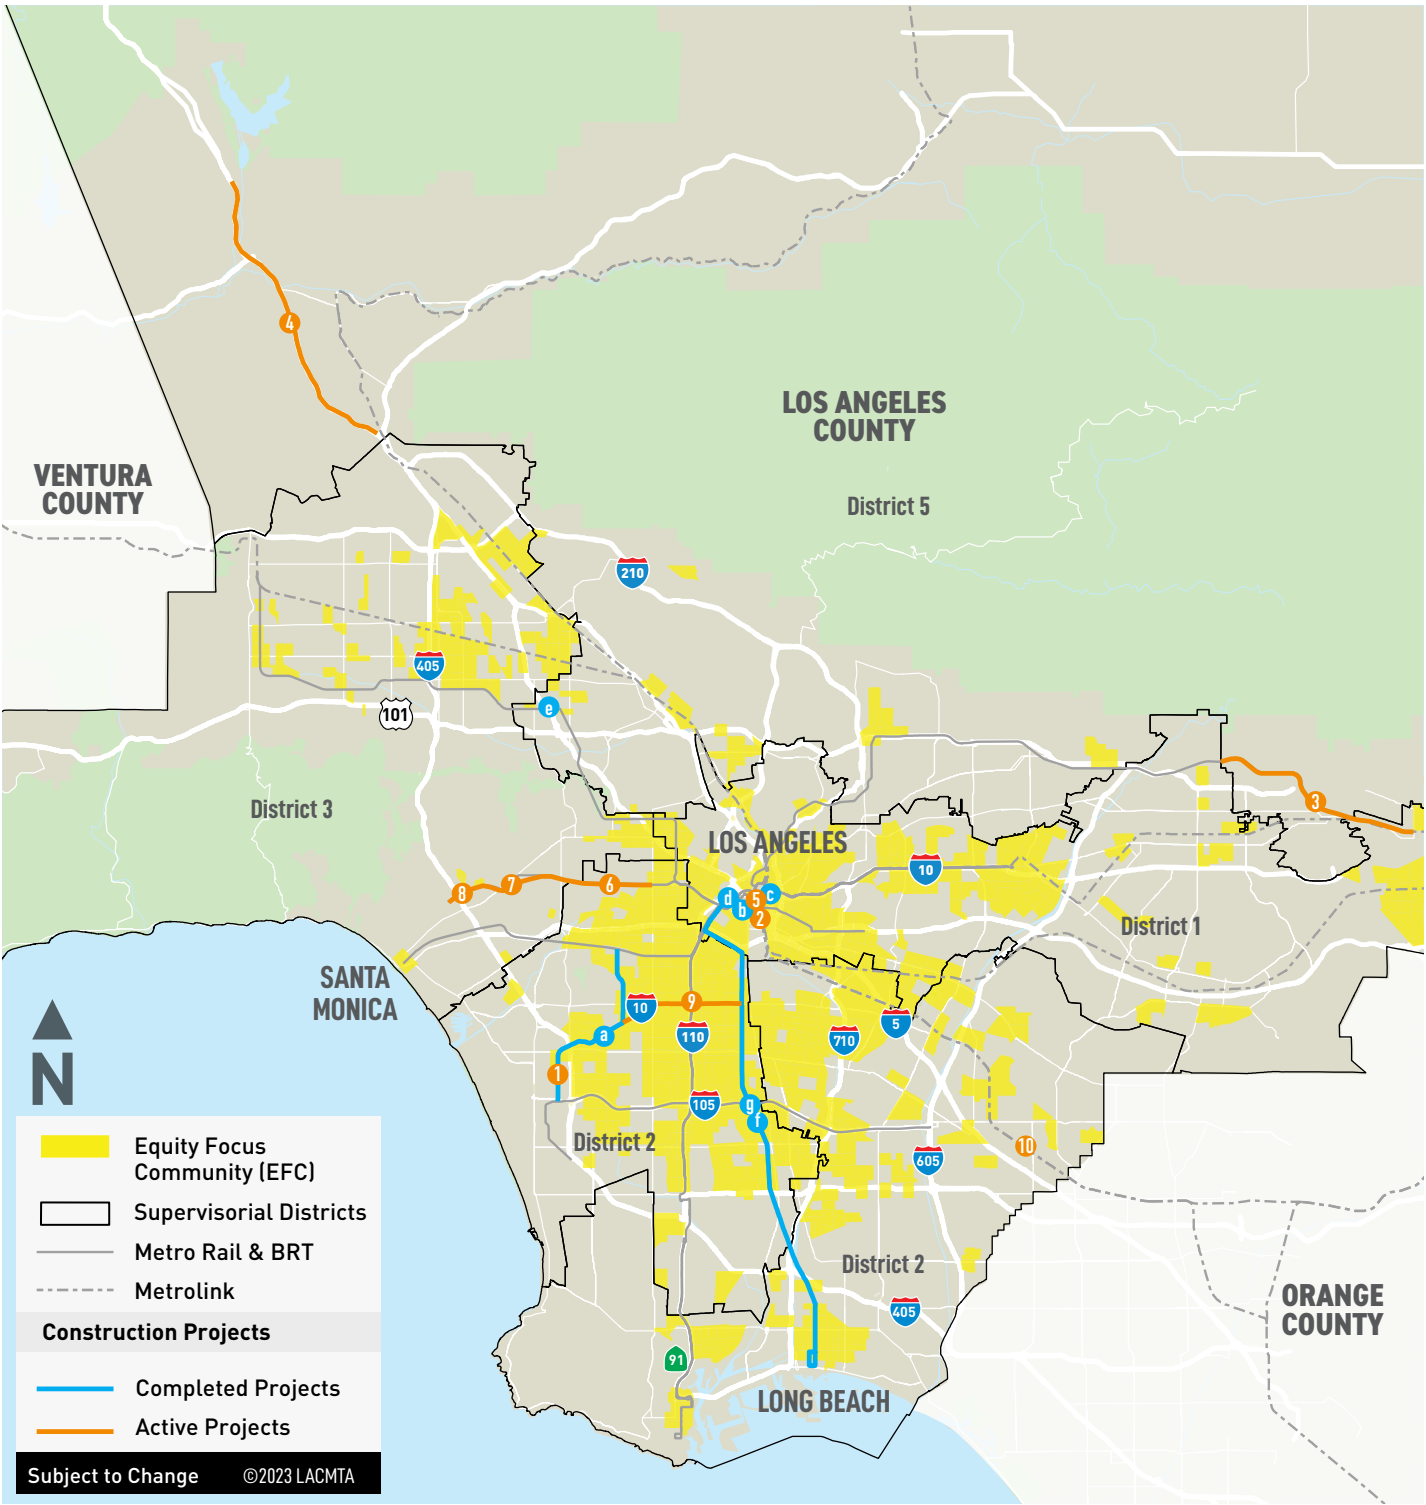 4
LOS ANGELES
COUNTY
District 5
VENTURA
COUNTY
210
405
101
e
District 3
3
LOS ANGELES
10
8
7
6
d
5
c
b
2
District 1
SANTA
MONICA
10
9
110
a
710
5
1
N
105
g
f
District 2
10
605
District 2
405
ORANGE
COUNTY
91
LONG BEACH
Equity Focus
Community (EFC)
Supervisorial Districts
Metro Rail & BRT
Metrolink
Construction Projects
Completed Projects
Active Projects
Subject to Change ©2023 LACMTA